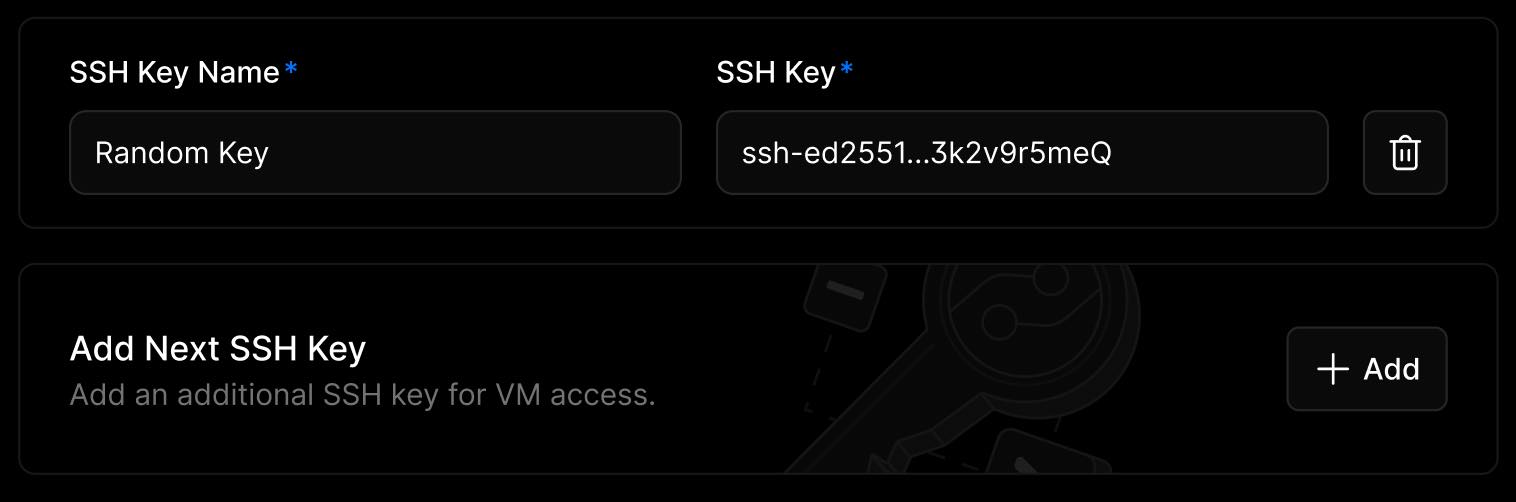 SSH Key Name*
SSH Key*
Random Key
ssh-ed2551...3k2v9r5meQ
Add Next SSH Key
Add an additional SSH key for VM access.
Add